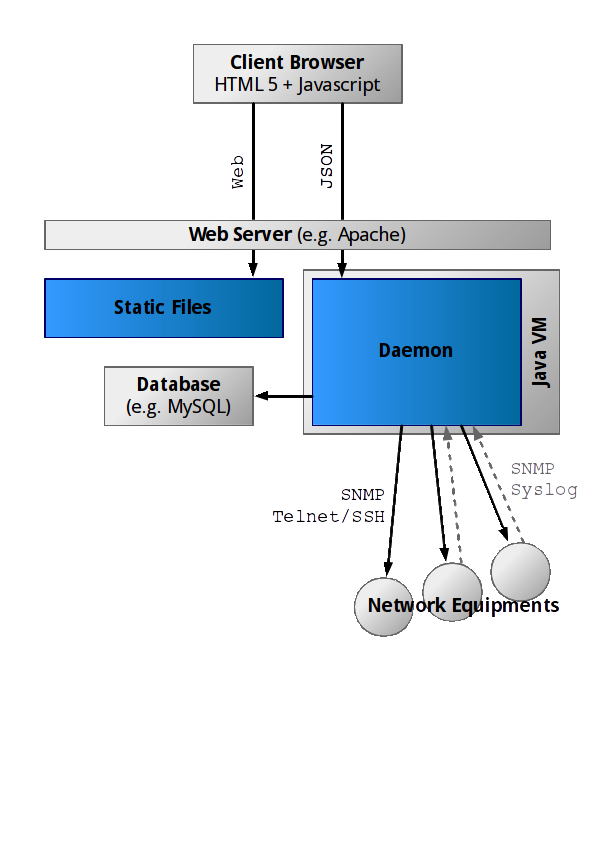 Client Browser
HTML 5 + Javascript
Web
JSON
Web Server (e.g. Apache)
Static Files
Daemon
Java VM
Database
(e.g. MySQL)
SNMP
Syslog
SNMP
Telnet/SSH
Network Equipments